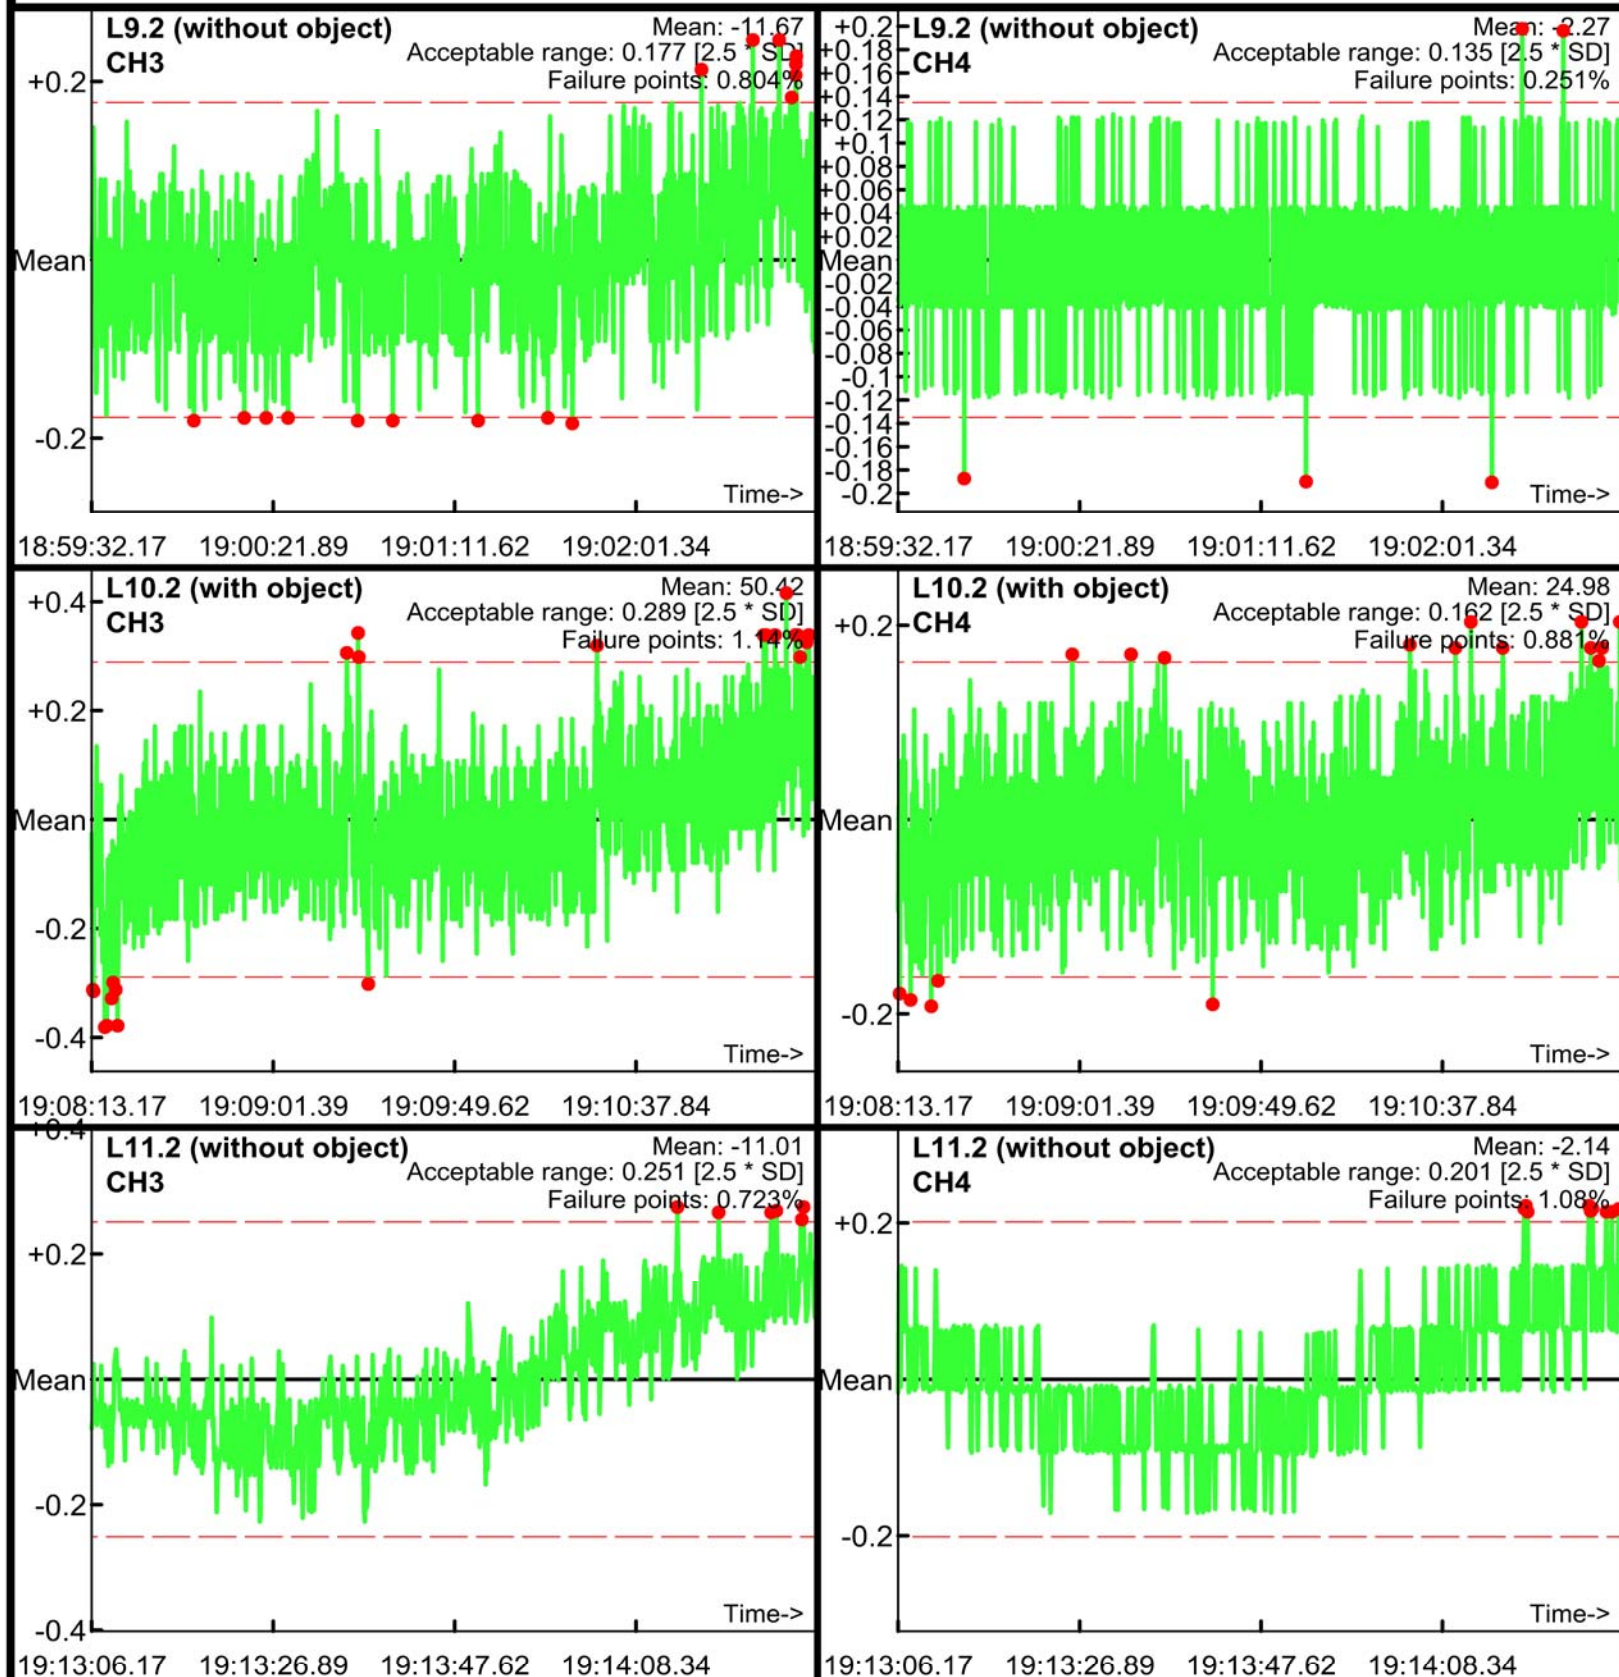 L9.2 (without object)
CH3
Mean: -11.67
Acceptable range: 0.177 [2.5 * SD]
Failure points: 0.804%
+0.2
Mean
-0.2
Time->
18:59:32.17 19:00:21.89 19:01:11.62 19:02:01.34
L9.2 (without object)
CH4
Mean: -2.27
Acceptable range: 0.135 [2.5 * SD]
Failure points: 0.251%
+0.2
+0.18
+0.16
+0.14
+0.12
+0.1
+0.08
+0.06
+0.04
+0.02
Mean
-0.02
-0.04
-0.06
-0.08
-0.1
-0.12
-0.14
-0.16
-0.18
-0.2
Time->
18:59:32.17 19:00:21.89 19:01:11.62 19:02:01.34
L10.2 (with object)
CH3
Mean: 50.42
Acceptable range: 0.289 [2.5 * SD]
Failure points: 1.14%
+0.4
+0.2
Mean
-0.2
-0.4
Time->
19:08:13.17 19:09:01.39 19:09:49.62 19:10:37.84
L10.2 (with object)
CH4
Mean: 24.98
Acceptable range: 0.162 [2.5 * SD]
Failure points: 0.881%
+0.2
Mean
-0.2
Time->
19:08:13.17 19:09:01.39 19:09:49.62 19:10:37.84
L11.2 (without object)
CH3
Mean: -11.01
Acceptable range: 0.251 [2.5 * SD]
Failure points: 0.723%
+0.4
+0.2
Mean
-0.2
-0.4
Time->
19:13:06.17 19:13:26.89 19:13:47.62 19:14:08.34
L11.2 (without object)
CH4
Mean: -2.14
Acceptable range: 0.201 [2.5 * SD]
Failure points: 1.08%
+0.2
Mean
-0.2
Time->
19:13:06.17 19:13:26.89 19:13:47.62 19:14:08.34